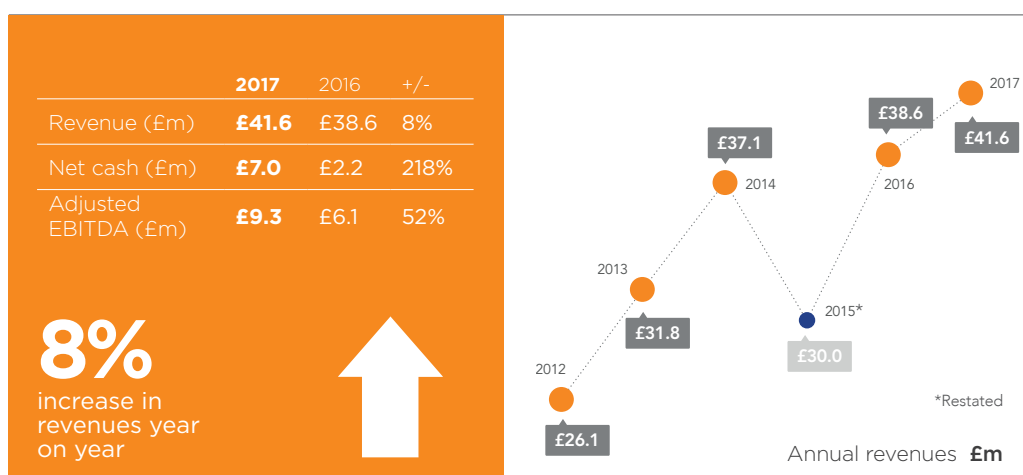 2017 2016 +/-
Revenue (£m) £41.6 £38.6 8%
Net cash (£m) £7.0 £2.2 218%
Adjusted
EBITDA (£m) £9.3 £6.1 52%
8%
increase in
revenues year
on year
2012
£26.1
2013
£31.8
£37.1
2014
2015*
£30.0
£38.6
2016
2017
£41.6
*Restated
Annual revenues £m